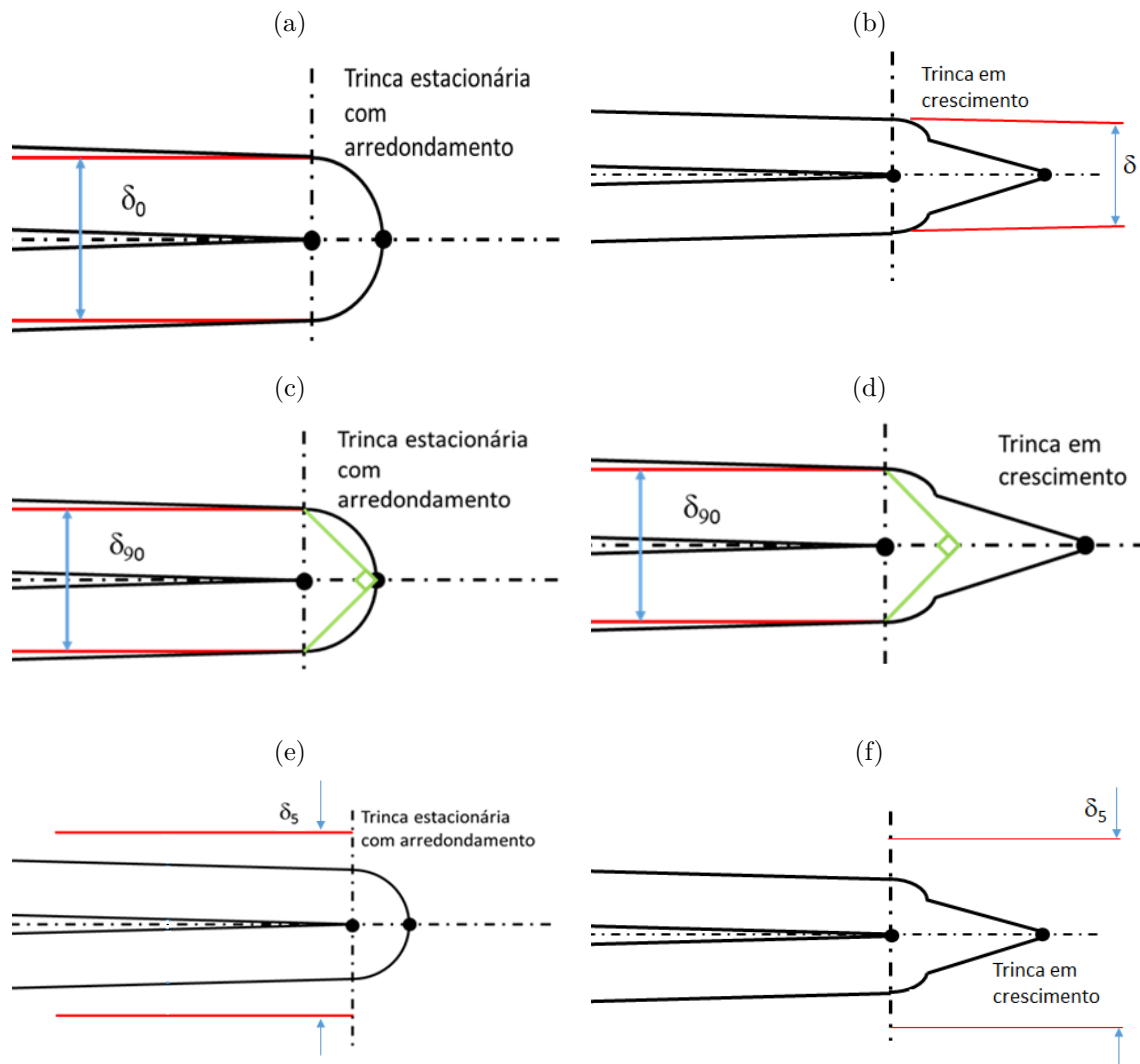 (a)
Trinca estacionária
com
arredondamento
δ₀
(b)
Trinca em
crescimento
δ
(c)
Trinca estacionária
com
arredondamento
δ₉₀
(d)
Trinca em
crescimento
δ₉₀
(e)
δ₅
Trinca estacionária
com arredondamento
(f)
δ₅
Trinca em
crescimento